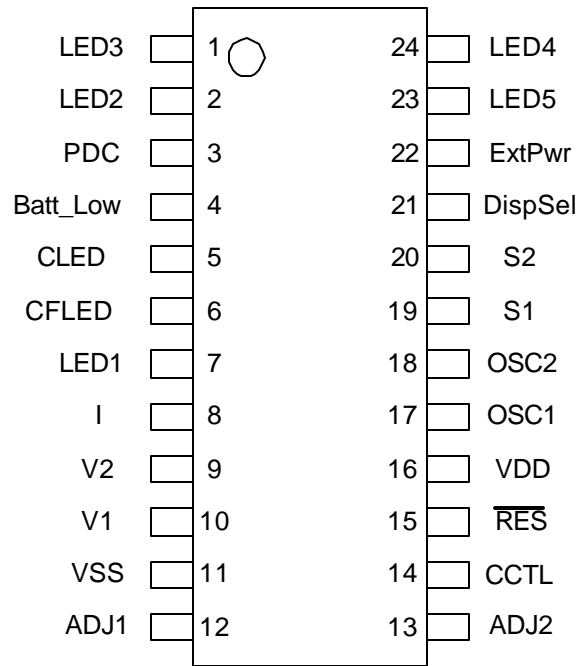 LED3 1 24 LED4
LED2 2 23 LED5
PDC 3 22 ExtPwr
Batt_Low 4 21 DispSel
CLED 5 20 S2
CFLED 6 19 S1
LED1 7 18 OSC2
I 8 17 OSC1
V2 9 16 VDD
V1 10 15 R̅E̅S̅
VSS 11 14 CCTL
ADJ1 12 13 ADJ2